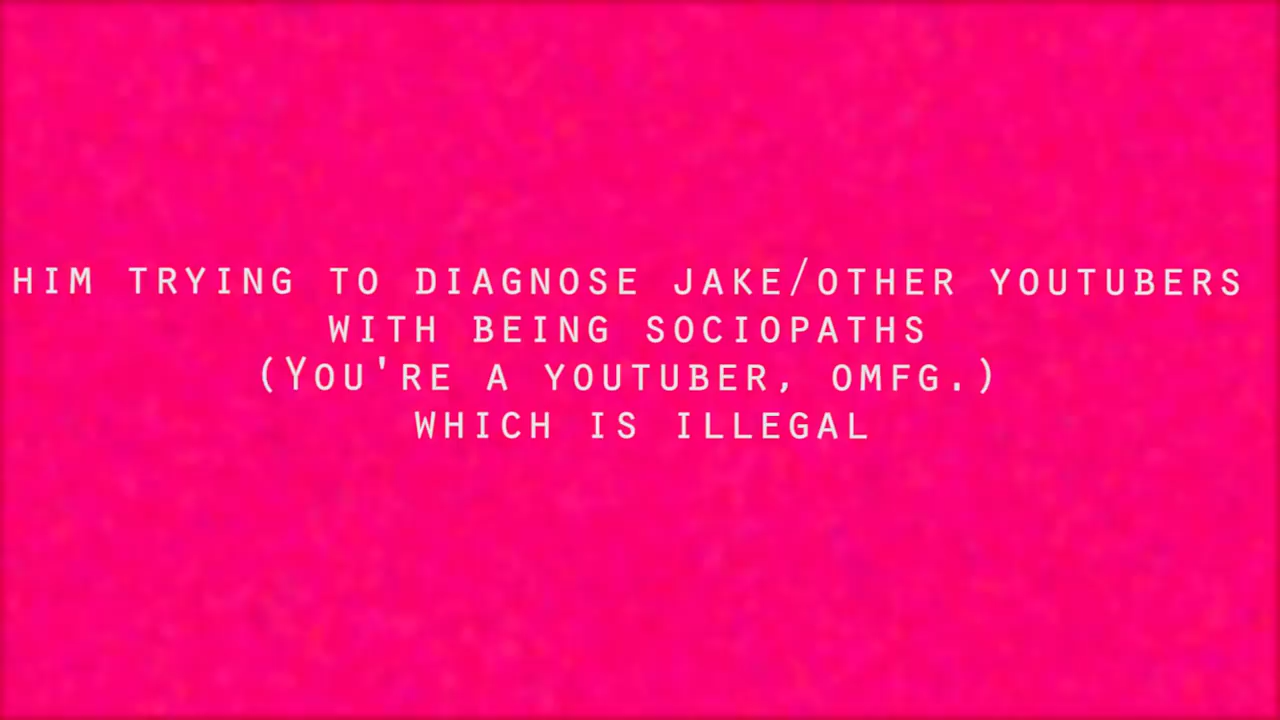 HIM TRYING TO DIAGNOSE JAKE/OTHER YOUTUBERS
WITH BEING SOCIOPATHS
(YOU'RE A YOUTUBER, OMFG.)
WHICH IS ILLEGAL